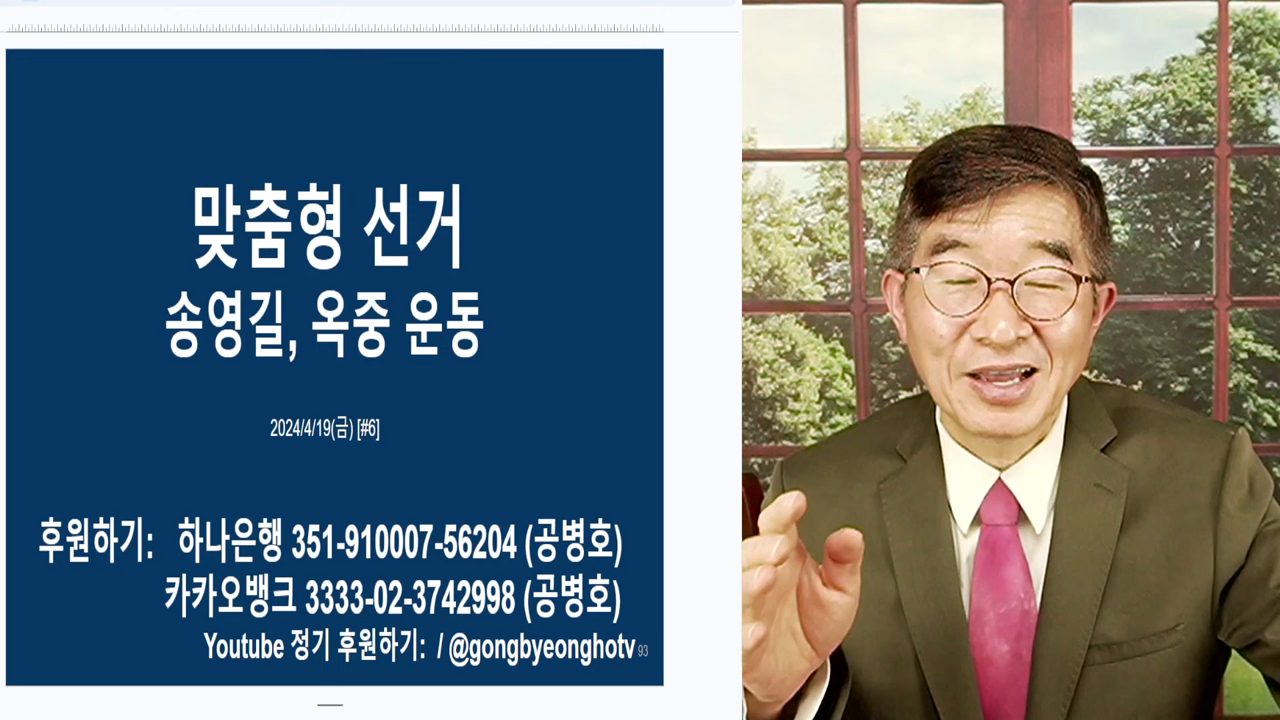 맞춤형 선거
송영길, 옥중 운동
2024/4/19(금) [#6]
후원하기: 하나은행 351-910007-56204 (공병호)
카카오뱅크 3333-02-3742998 (공병호)
Youtube 정기 후원하기: / @gongbyeonghotv 93